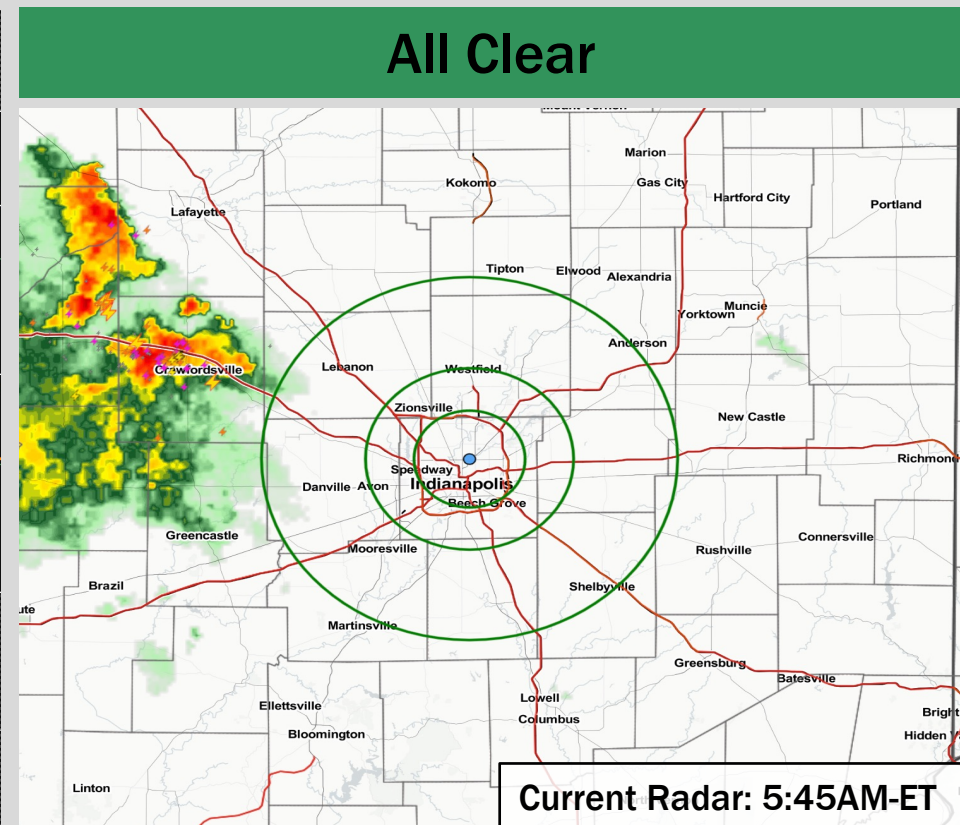 All Clear
Marion
Kokomo
Gas City
Hartford City
Portland
Lafayette
Tipton
Elwood
Alexandria
Muncie
Yorktown
Anderson
Lebanon
Westfield
Crawfordsville
Zionsville
New Castle
Richmond
Speedway
Indianapolis
Danville
Avon
Beech Grove
Greencastle
Mooresville
Connersville
Rushville
Brazil
Shelbyville
ute
Martinsville
Greensburg
Batesville
Lowell
Ellettsville
Columbus
Bright
Bloomington
Hidden V
Linton
Current Radar: 5:45AM-ET